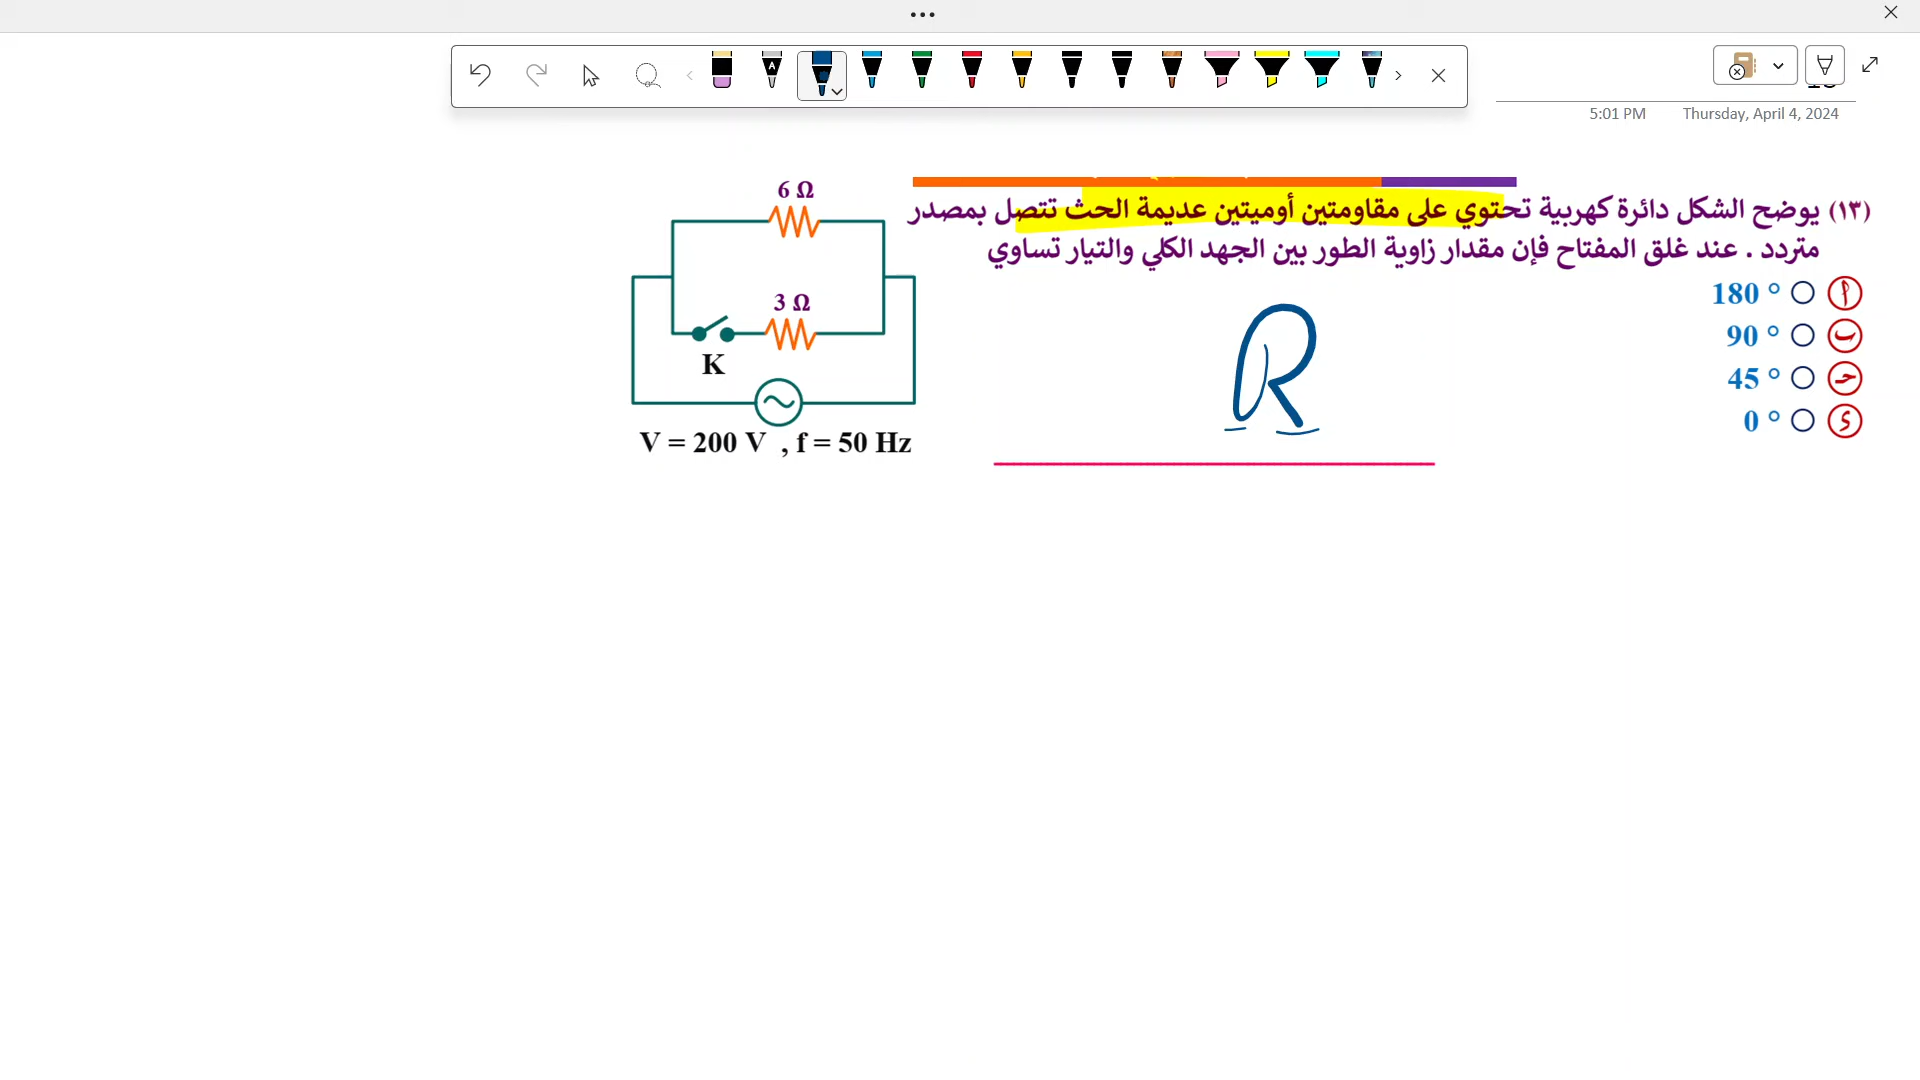 5:01 PM Thursday, April 4, 2024
(١٣) يوضح الشكل دائرة كهربية تحتوي على مقاومتين أوميتين عديمة الحث تتصل بمصدر
متردد . عند غلق المفتاح فإن مقدار زاوية الطور بين الجهد الكلي والتيار تساوي
أ 180 °
ب 90 °
حـ 45 °
ى 0 °
6 Ω
3 Ω
K
V = 200 V , f = 50 Hz
R